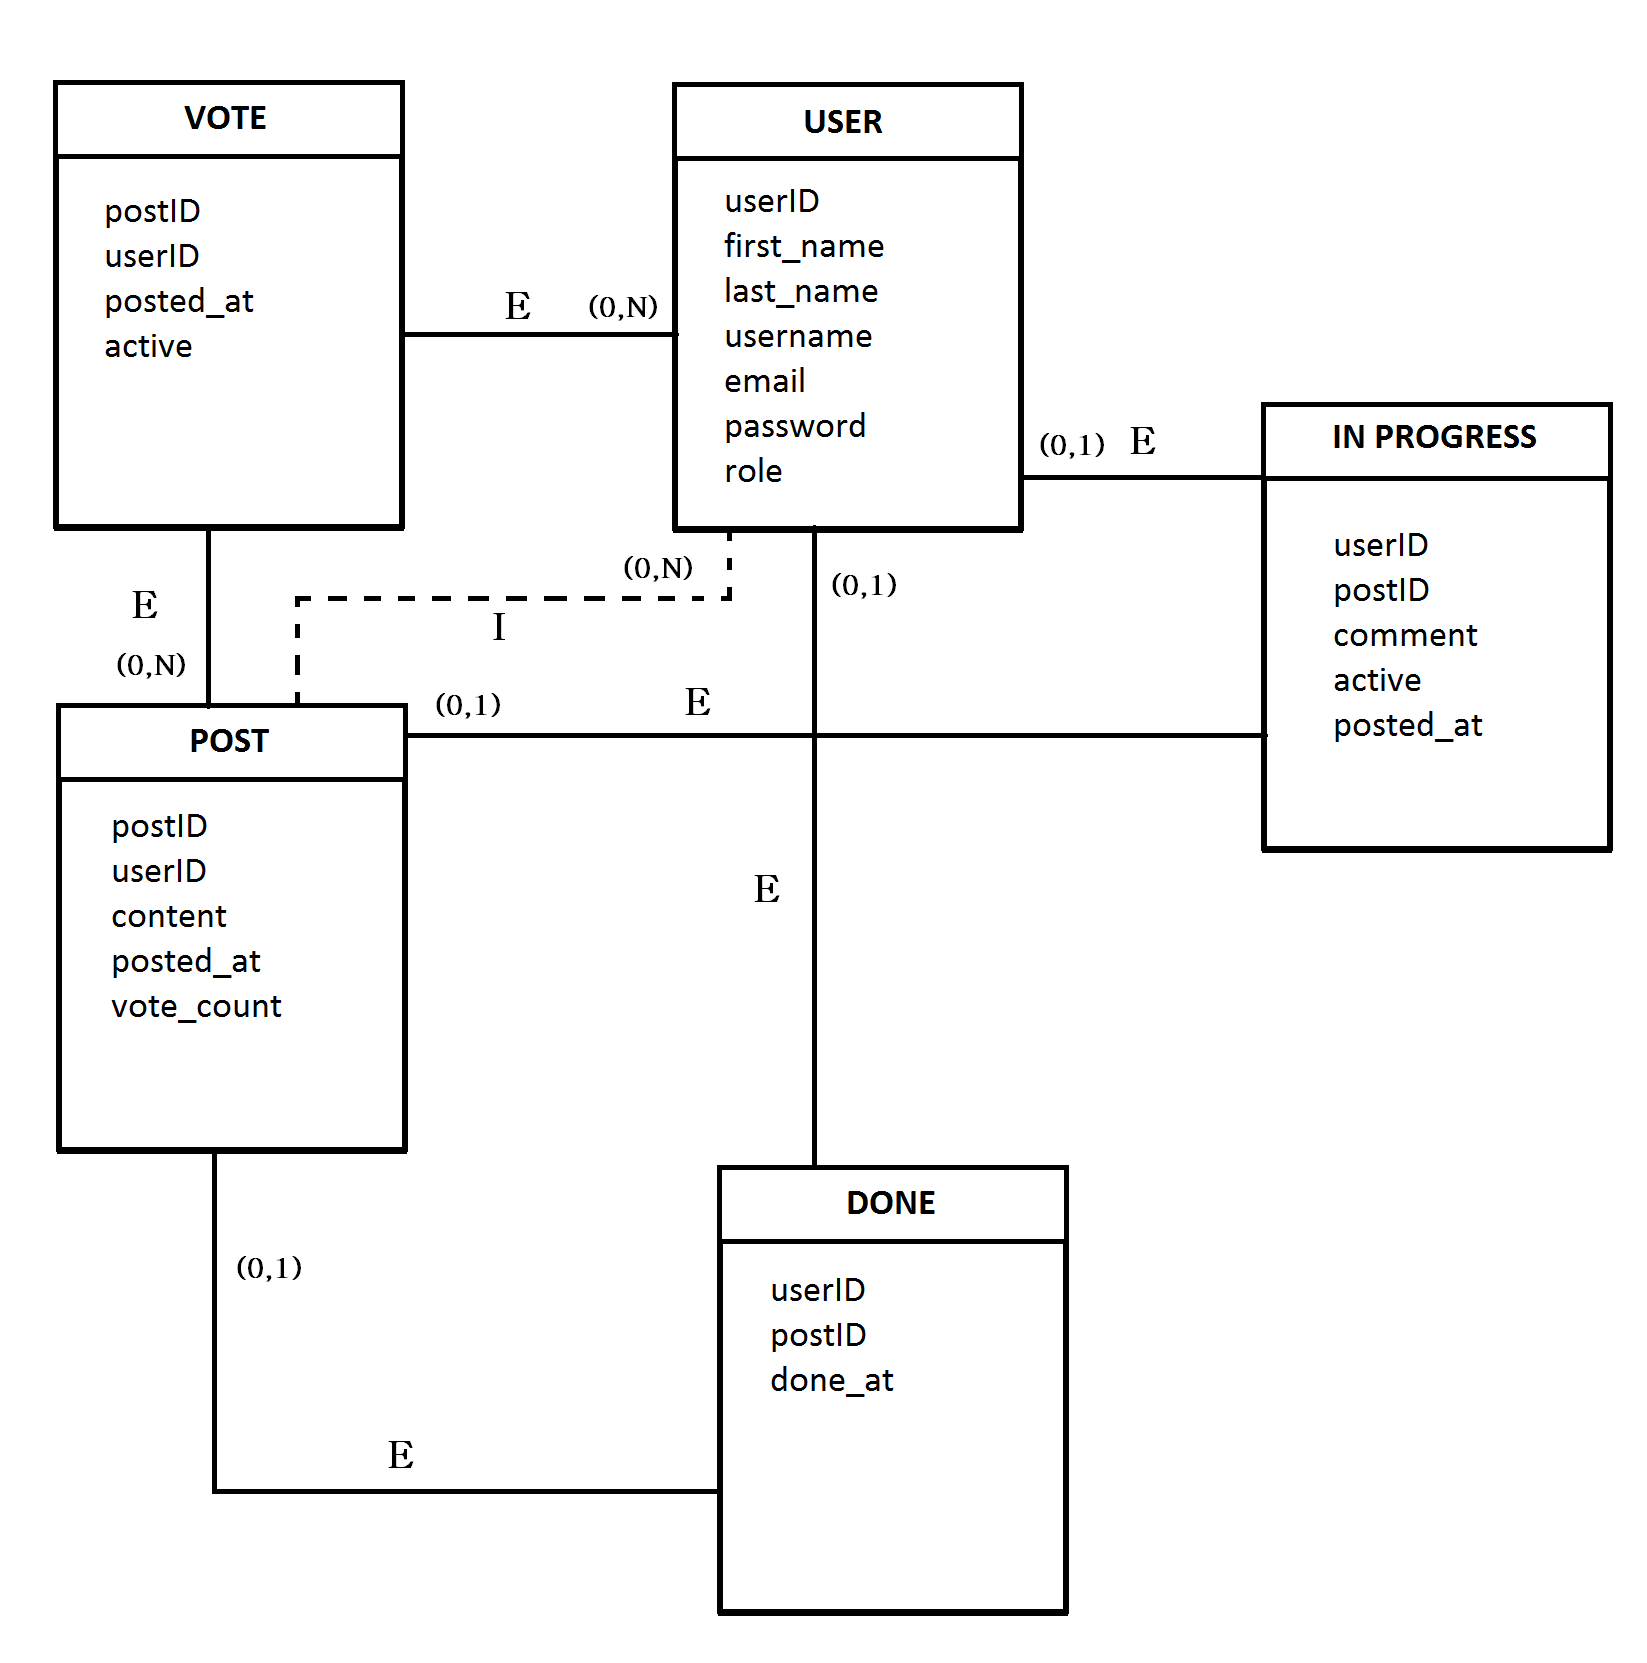 VOTE
postID
userID
posted_at
active
E
(0,N)
USER
userID
first_name
last_name
username
email
password
role
(0,1)
E
IN PROGRESS
userID
postID
comment
active
posted_at
E
(0,N)
(0,N)
I
(0,1)
(0,1)
E
POST
postID
userID
content
posted_at
vote_count
E
(0,1)
E
DONE
userID
postID
done_at